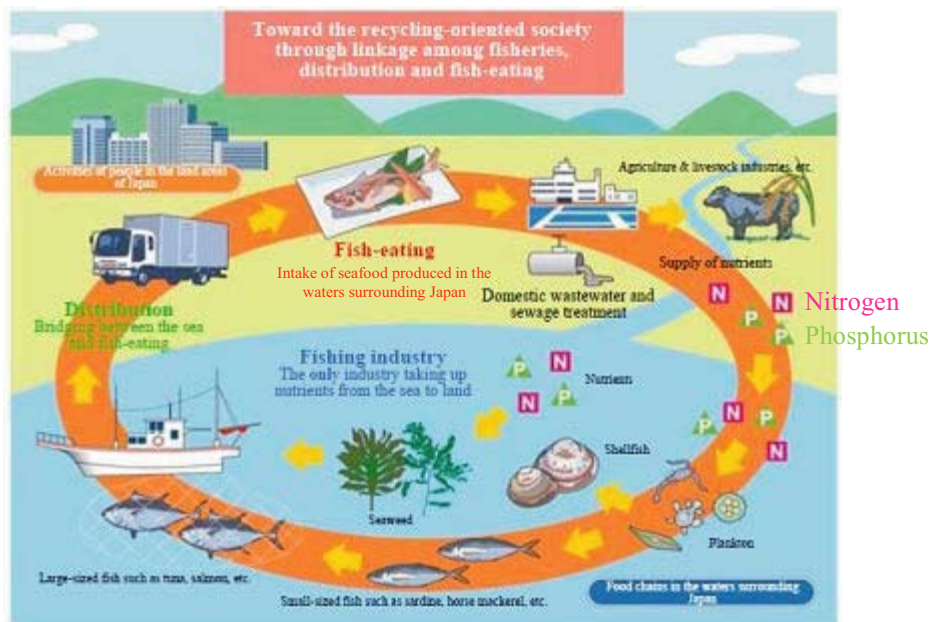 Toward the recycling-oriented society
through linkage among fisheries,
distribution and fish-eating
Activities of people in the land areas
of Japan
Agriculture & livestock industries, etc.
Fish-eating
Intake of seafood produced in the
waters surrounding Japan
Domestic wastewater and
sewage treatment
Supply of nutrients
N
N
P
P
Nitrogen
Phosphorus
Distribution
Bridging between the sea
and fish-eating
Fishing industry
The only industry taking up
nutrients from the sea to land
N
P
N
P
Nutrients
N
P
P
N
Shellfish
Seaweed
Plankton
Large-sized fish such as tuna, salmon, etc.
Small-sized fish such as sardine, horse mackerel, etc.
Food chains in the waters surrounding
Japan